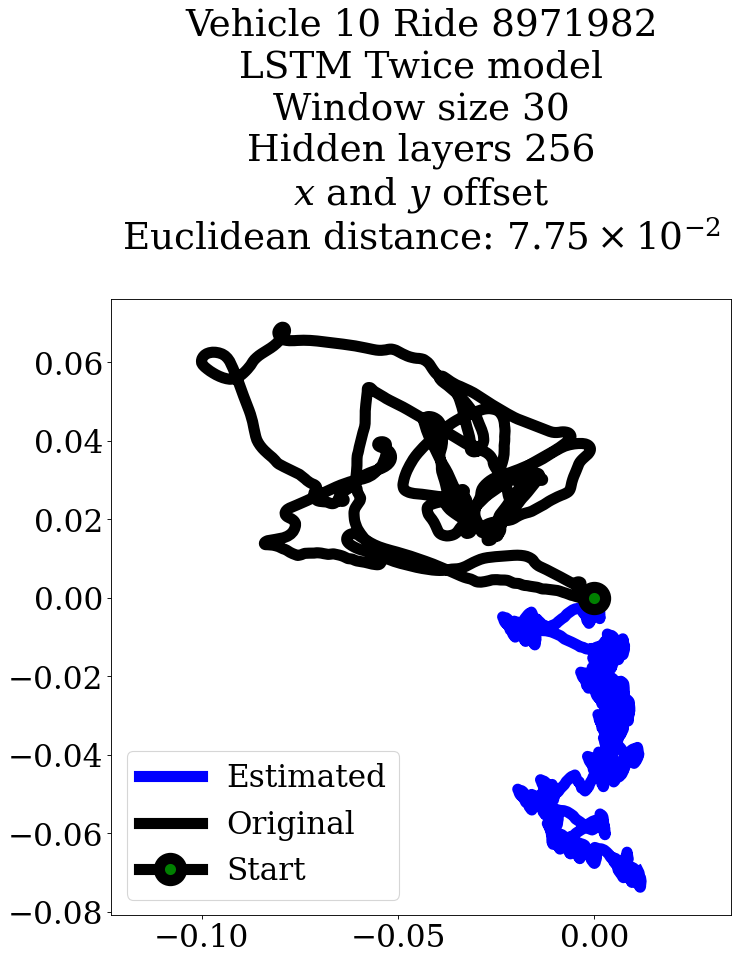 Vehicle 10 Ride 8971982
LSTM Twice model
Window size 30
Hidden layers 256
x and y offset
Euclidean distance: 7.75 × 10⁻²
0.06
0.04
0.02
0.00
−0.02
−0.04
−0.06
−0.08
Estimated
Original
Start
−0.10 −0.05 0.00